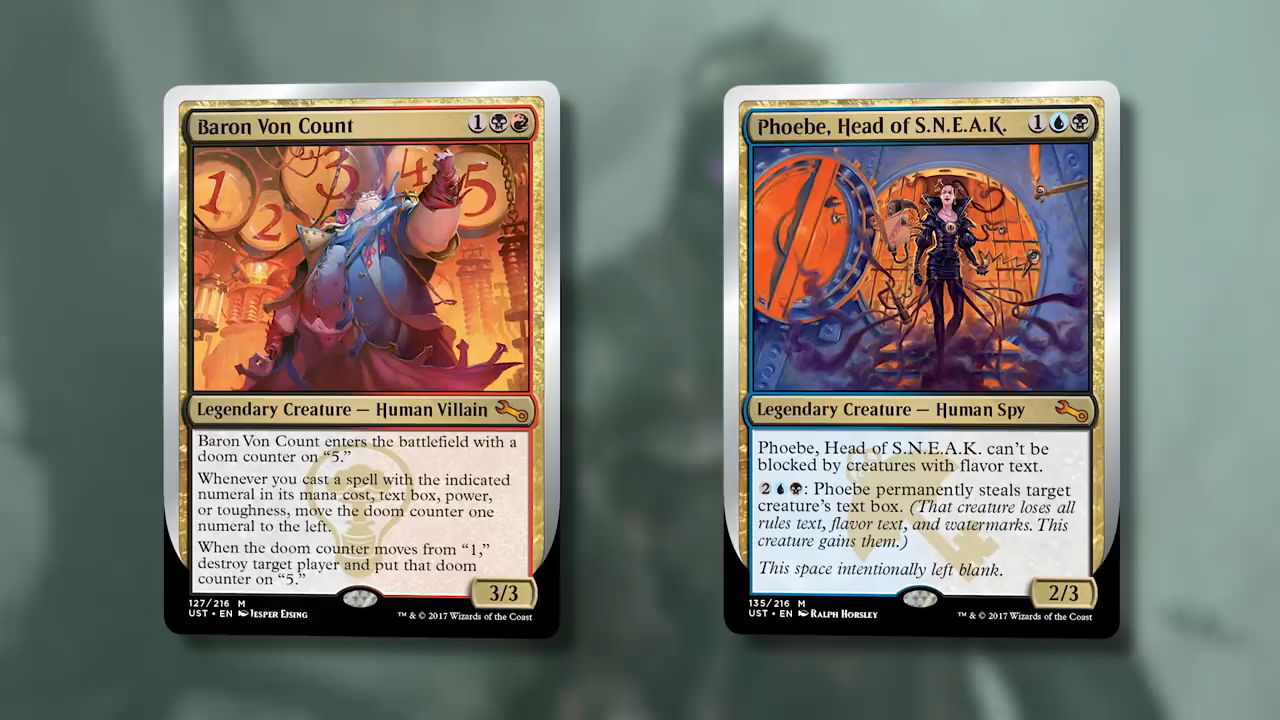 Baron Von Count 1
1 2 3 4 5
Legendary Creature — Human Villain
Baron Von Count enters the battlefield with a
doom counter on “5.”
Whenever you cast a spell with the indicated
numeral in its mana cost, text box, power,
or toughness, move the doom counter one
numeral to the left.
When the doom counter moves from “1,”
destroy target player and put that doom
counter on “5.”
3/3
127/216 M
UST • EN Jesper Ejsing
™ & © 2017 Wizards of the Coast
Phoebe, Head of S.N.E.A.K. 1
Legendary Creature — Human Spy
Phoebe, Head of S.N.E.A.K. can’t be
blocked by creatures with flavor text.
2: Phoebe permanently steals target
creature’s text box. (That creature loses all
rules text, flavor text, and watermarks. This
creature gains them.)
This space intentionally left blank.
2/3
135/216 M
UST • EN Ralph Horsley
™ & © 2017 Wizards of the Coast